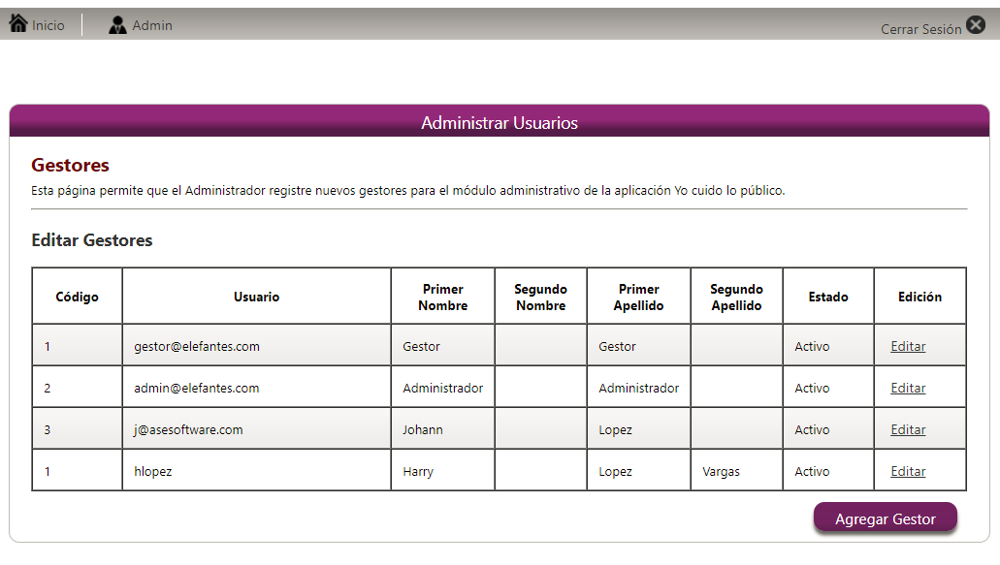 Inicio Admin Cerrar Sesión
Administrar Usuarios
Gestores
Esta página permite que el Administrador registre nuevos gestores para el módulo administrativo de la aplicación Yo cuido lo público.
Editar Gestores
Código Usuario Primer Nombre Segundo Nombre Primer Apellido Segundo Apellido Estado Edición
1 gestor@elefantes.com Gestor Gestor Activo Editar
2 admin@elefantes.com Administrador Administrador Activo Editar
3 j@asesoftware.com Johann Lopez Activo Editar
1 hlopez Harry Lopez Vargas Activo Editar
Agregar Gestor